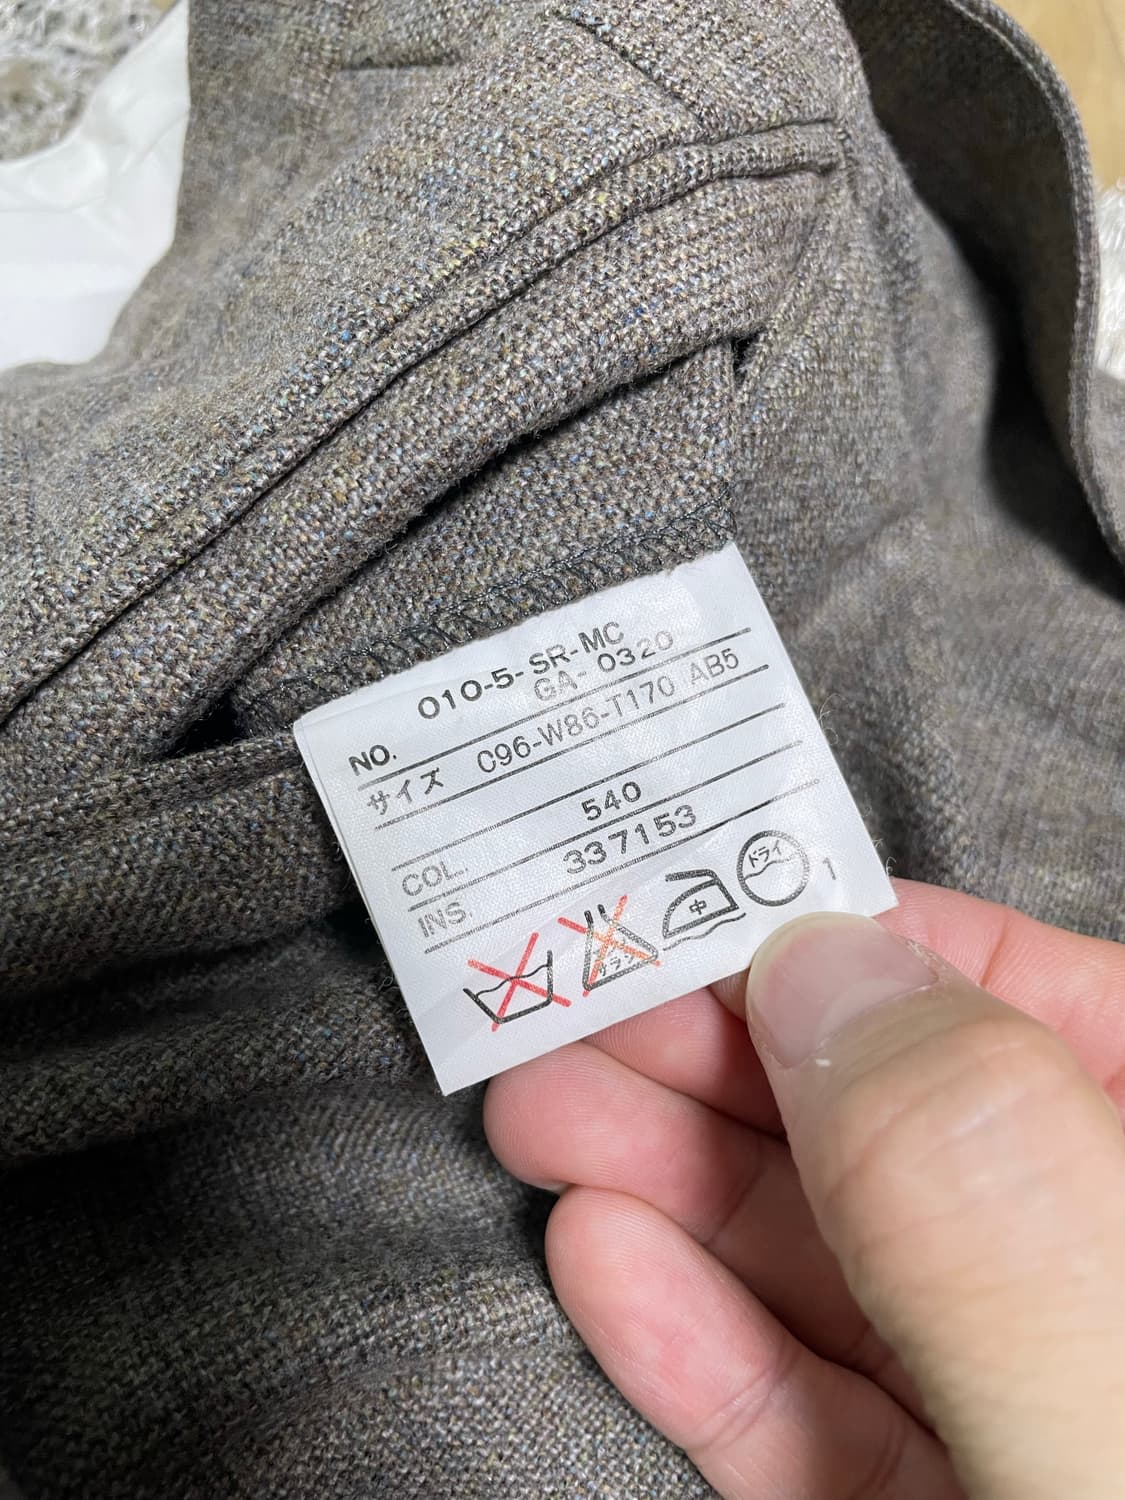 010-5-SR-MC
NO. GA-0320
サイズ C96-W86-T170 AB5
COL. 540
INS. 337153
中 ドライ 1